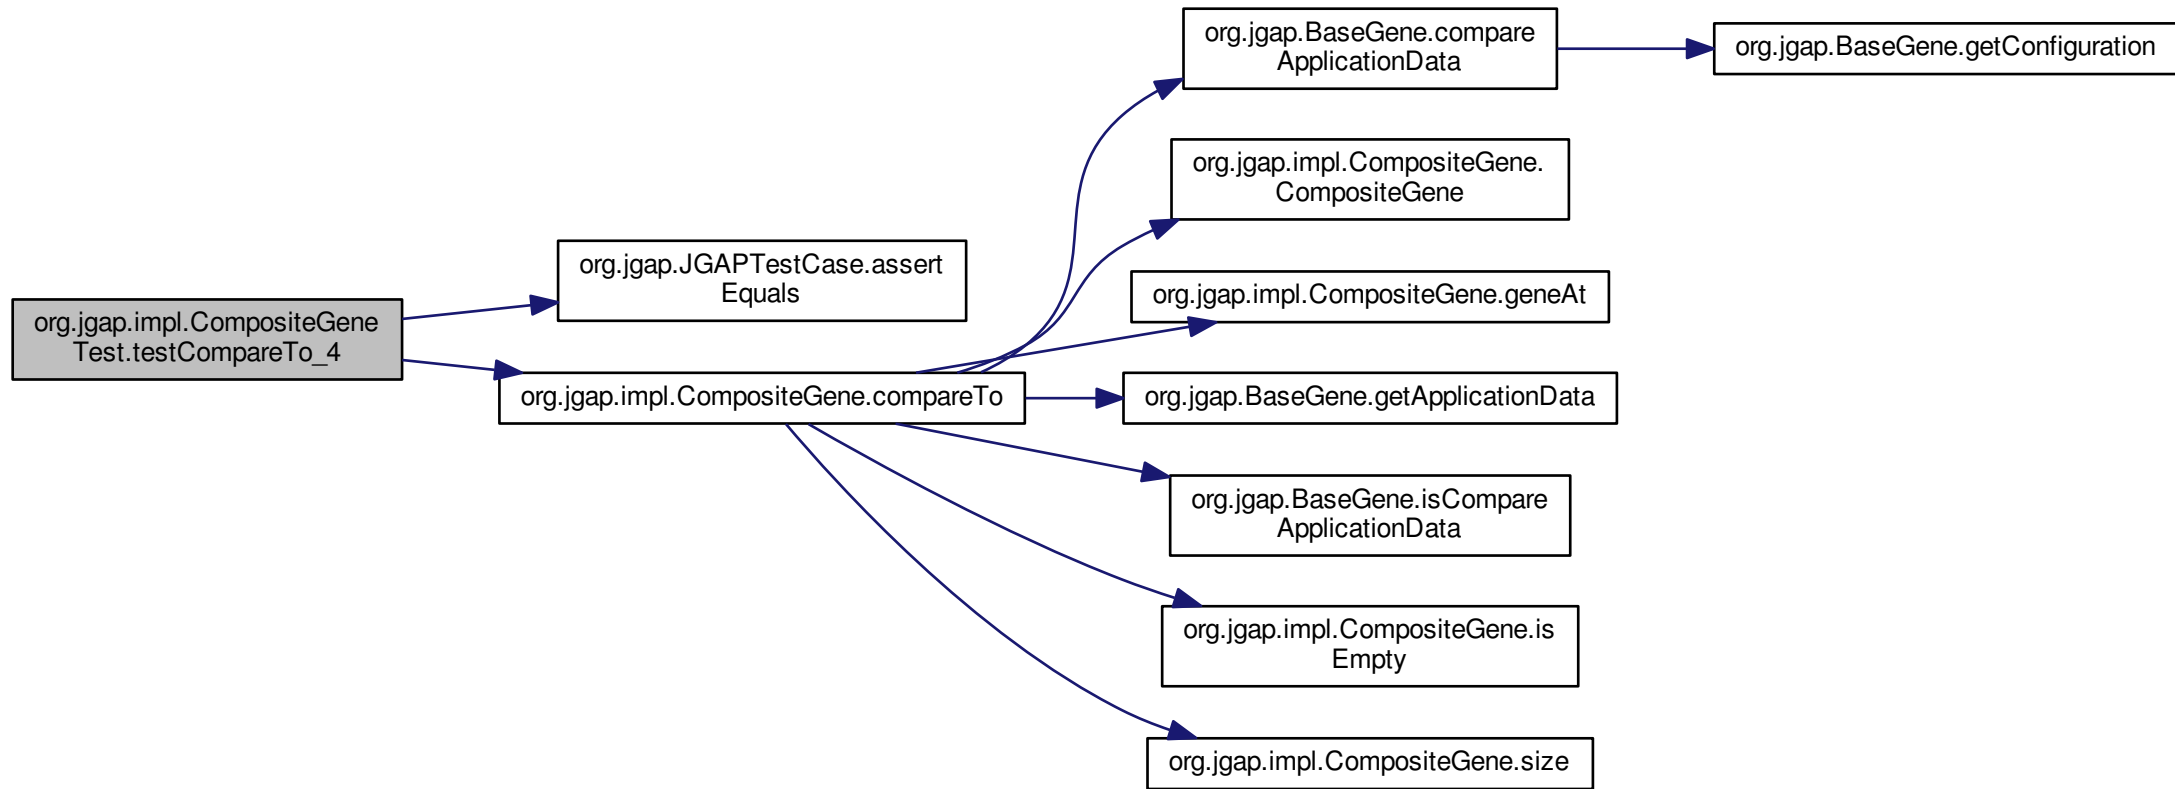 org.jgap.impl.CompositeGene
Test.testCompareTo_4
org.jgap.JGAPTestCase.assert
Equals
org.jgap.impl.CompositeGene.compareTo
org.jgap.BaseGene.compare
ApplicationData
org.jgap.impl.CompositeGene.
CompositeGene
org.jgap.impl.CompositeGene.geneAt
org.jgap.BaseGene.getApplicationData
org.jgap.BaseGene.isCompare
ApplicationData
org.jgap.impl.CompositeGene.is
Empty
org.jgap.impl.CompositeGene.size
org.jgap.BaseGene.getConfiguration